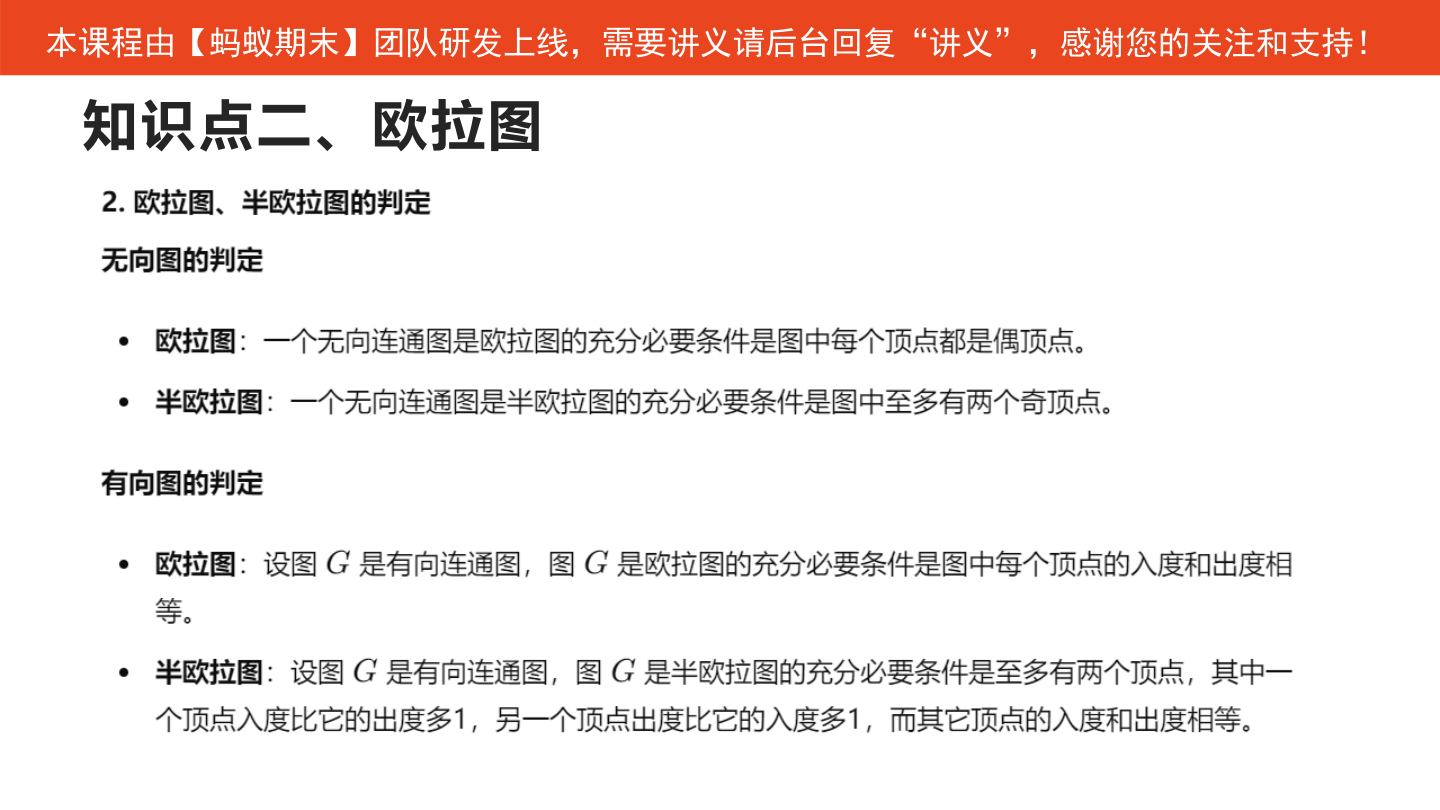 本课程由【蚂蚁期末】团队研发上线，需要讲义请后台回复“讲义”，感谢您的关注和支持！
知识点二、欧拉图
2. 欧拉图、半欧拉图的判定
无向图的判定
• 欧拉图：一个无向连通图是欧拉图的充分必要条件是图中每个顶点都是偶顶点。
• 半欧拉图：一个无向连通图是半欧拉图的充分必要条件是图中至多有两个奇顶点。
有向图的判定
• 欧拉图：设图 G 是有向连通图，图 G 是欧拉图的充分必要条件是图中每个顶点的入度和出度相
等。
• 半欧拉图：设图 G 是有向连通图，图 G 是半欧拉图的充分必要条件是至多有两个顶点，其中一
个顶点入度比它的出度多1，另一个顶点出度比它的入度多1，而其它顶点的入度和出度相等。